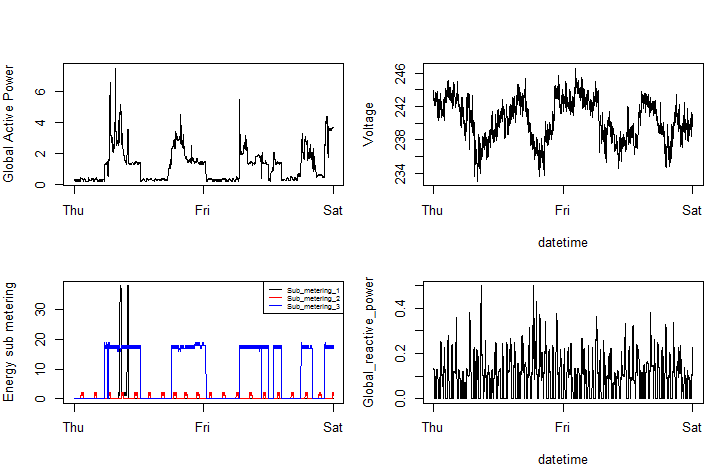 Global Active Power
0 2 4 6
Thu Fri Sat
Voltage
234 238 242 246
Thu Fri Sat
datetime
Energy sub metering
0 10 20 30
Sub_metering_1
Sub_metering_2
Sub_metering_3
Thu Fri Sat
Global_reactive_power
0.0 0.2 0.4
Thu Fri Sat
datetime